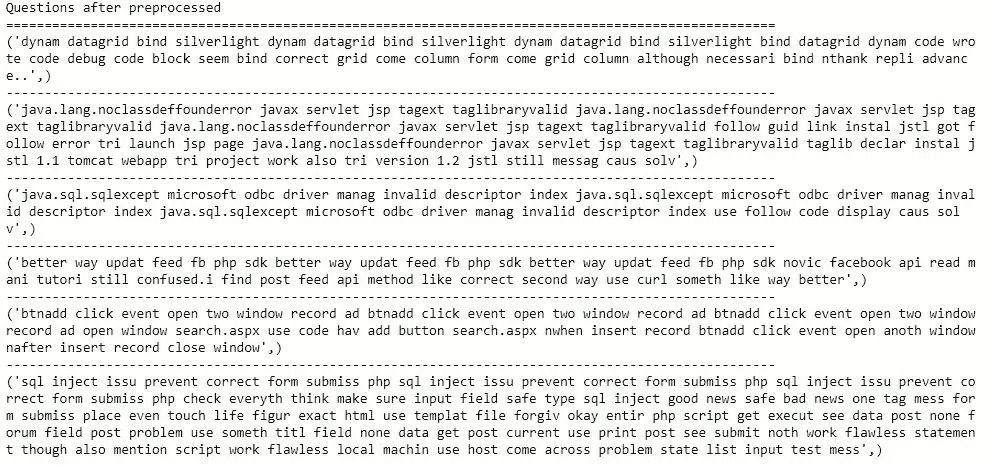 Questions after preprocessed
==================================================================================
('dynam datagrid bind silverlight dynam datagrid bind silverlight dynam datagrid bind silverlight bind datagrid dynam code wro
te code debug code block seem bind correct grid come column form come grid column although necessari bind nthank repli advanc
e..',)
----------------------------------------------------------------------------------
('java.lang.noclassdeffounderror javax servlet jsp tagext taglibraryvalid java.lang.noclassdeffounderror javax servlet jsp tag
ext taglibraryvalid java.lang.noclassdeffounderror javax servlet jsp tagext taglibraryvalid follow guid link instal jstl got f
ollow error tri launch jsp page java.lang.noclassdeffounderror javax servlet jsp tagext taglibraryvalid taglib declar instal j
stl 1.1 tomcat webapp tri project work also tri version 1.2 jstl still messag caus solv',)
----------------------------------------------------------------------------------
('java.sql.sqlexcept microsoft odbc driver manag invalid descriptor index java.sql.sqlexcept microsoft odbc driver manag inval
id descriptor index java.sql.sqlexcept microsoft odbc driver manag invalid descriptor index use follow code display caus sol
v',)
----------------------------------------------------------------------------------
('better way updat feed fb php sdk better way updat feed fb php sdk better way updat feed fb php sdk novic facebook api read m
ani tutori still confused.i find post feed api method like correct second way use curl someth like way better',)
----------------------------------------------------------------------------------
('btnadd click event open two window record ad btnadd click event open two window record ad btnadd click event open two window
record ad open window search.aspx use code hav add button search.aspx nwhen insert record btnadd click event open anoth window
nafter insert record close window',)
----------------------------------------------------------------------------------
('sql inject issu prevent correct form submiss php sql inject issu prevent correct form submiss php sql inject issu prevent co
rrect form submiss php check everyth think make sure input field safe type sql inject good news safe bad news one tag mess for
m submiss place even touch life figur exact html use templat file forgiv okay entir php script get execut see data post none f
orum field post problem use someth titl field none data get post current use print post see submit noth work flawless statemen
t though also mention script work flawless local machin use host come across problem state list input test mess',)